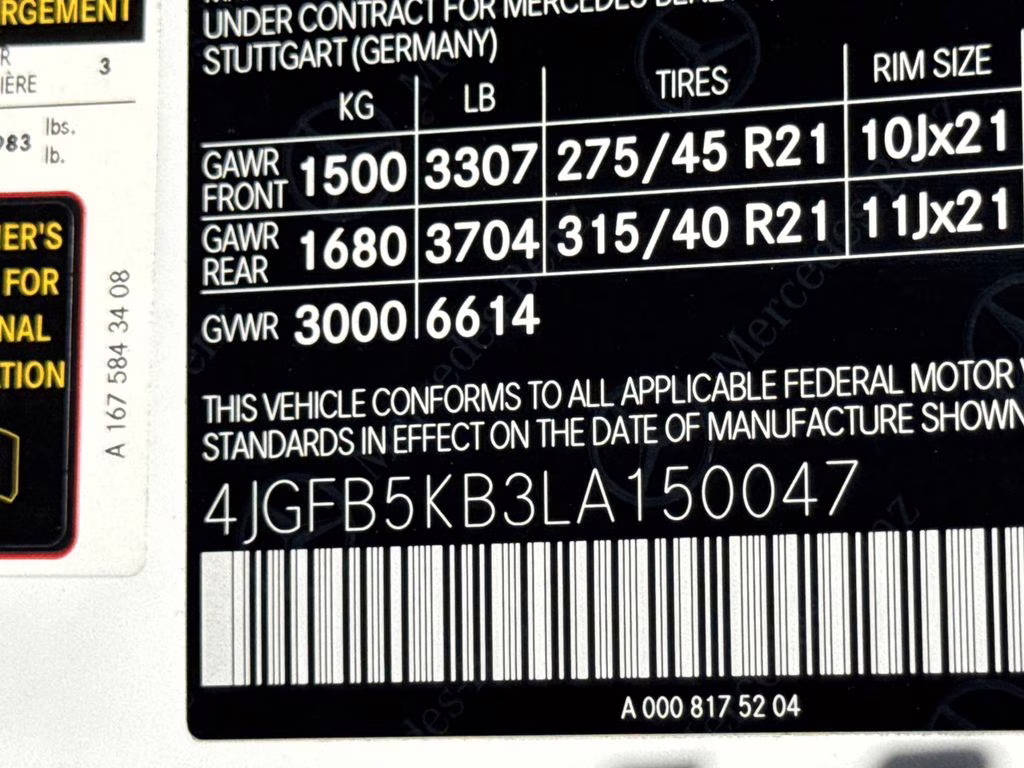 RGEMENT
R
IÈRE 3
983 lbs.
lb.
ER'S
FOR
NAL
TION
A 167 584 34 08
UNDER CONTRACT FOR MERCEDES BENZ
STUTTGART (GERMANY)
KG LB TIRES RIM SIZE
GAWR FRONT 1500 3307 275/45 R21 10Jx21
GAWR REAR 1680 3704 315/40 R21 11Jx21
GVWR 3000 6614
THIS VEHICLE CONFORMS TO ALL APPLICABLE FEDERAL MOTOR V
STANDARDS IN EFFECT ON THE DATE OF MANUFACTURE SHOWN
4JGFB5KB3LA150047
A 000 817 52 04